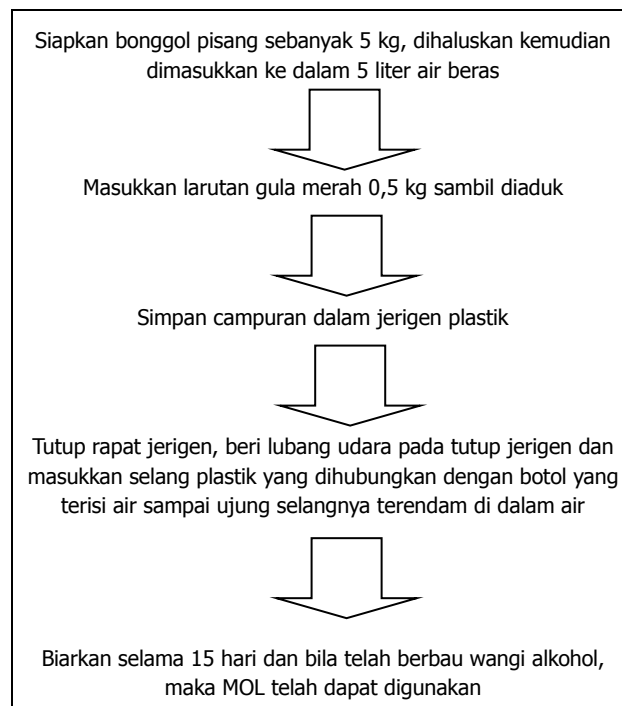 Siapkan bonggol pisang sebanyak 5 kg, dihaluskan kemudian
dimasukkan ke dalam 5 liter air beras
Masukkan larutan gula merah 0,5 kg sambil diaduk
Simpan campuran dalam jerigen plastik
Tutup rapat jerigen, beri lubang udara pada tutup jerigen dan
masukkan selang plastik yang dihubungkan dengan botol yang
terisi air sampai ujung selangnya terendam di dalam air
Biarkan selama 15 hari dan bila telah berbau wangi alkohol,
maka MOL telah dapat digunakan